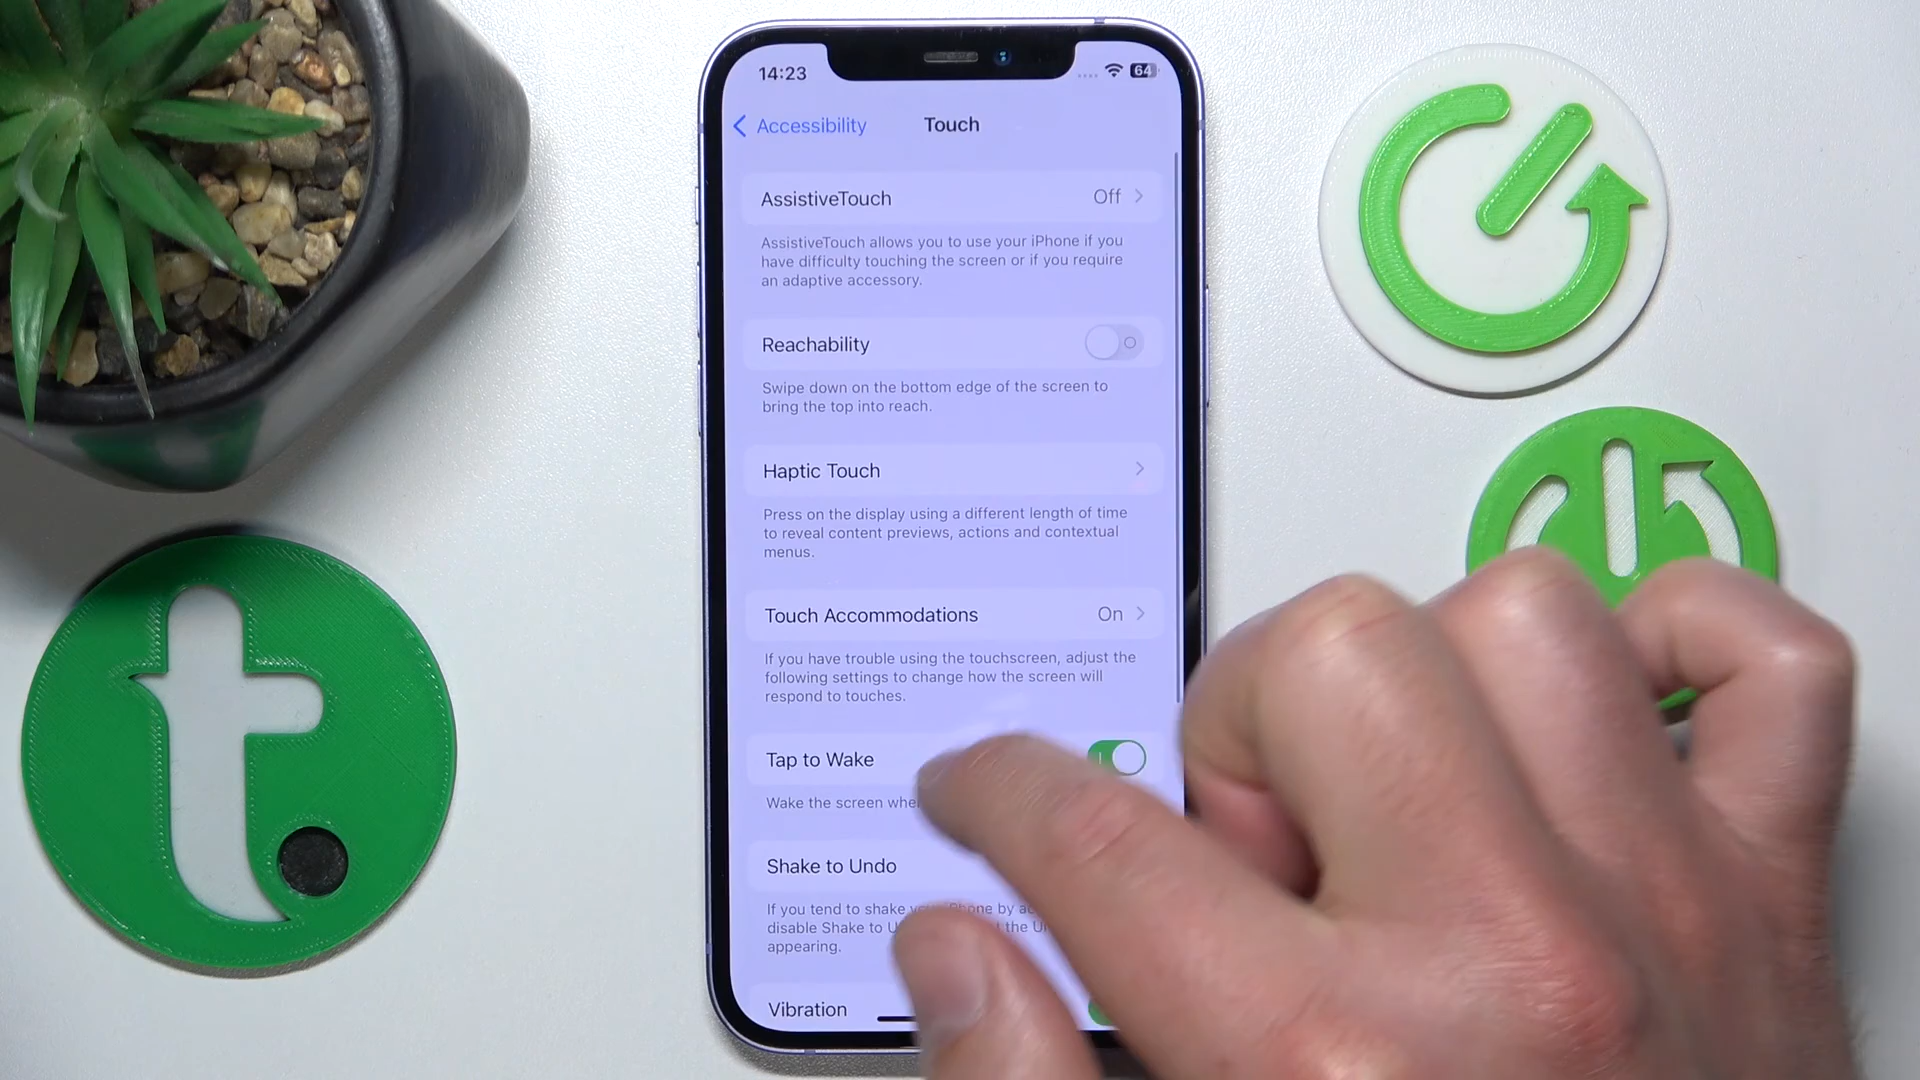 14:23
64
Accessibility
Touch
AssistiveTouch
Off
AssistiveTouch allows you to use your iPhone if you
have difficulty touching the screen or if you require
an adaptive accessory.
Reachability
Swipe down on the bottom edge of the screen to
bring the top into reach.
Haptic Touch
Press on the display using a different length of time
to reveal content previews, actions and contextual
menus.
Touch Accommodations
On
If you have trouble using the touchscreen, adjust the
following settings to change how the screen will
respond to touches.
Tap to Wake
Wake the screen
Shake to Undo
If you tend to shake
disable Shake to
appearing.
Vibration
t